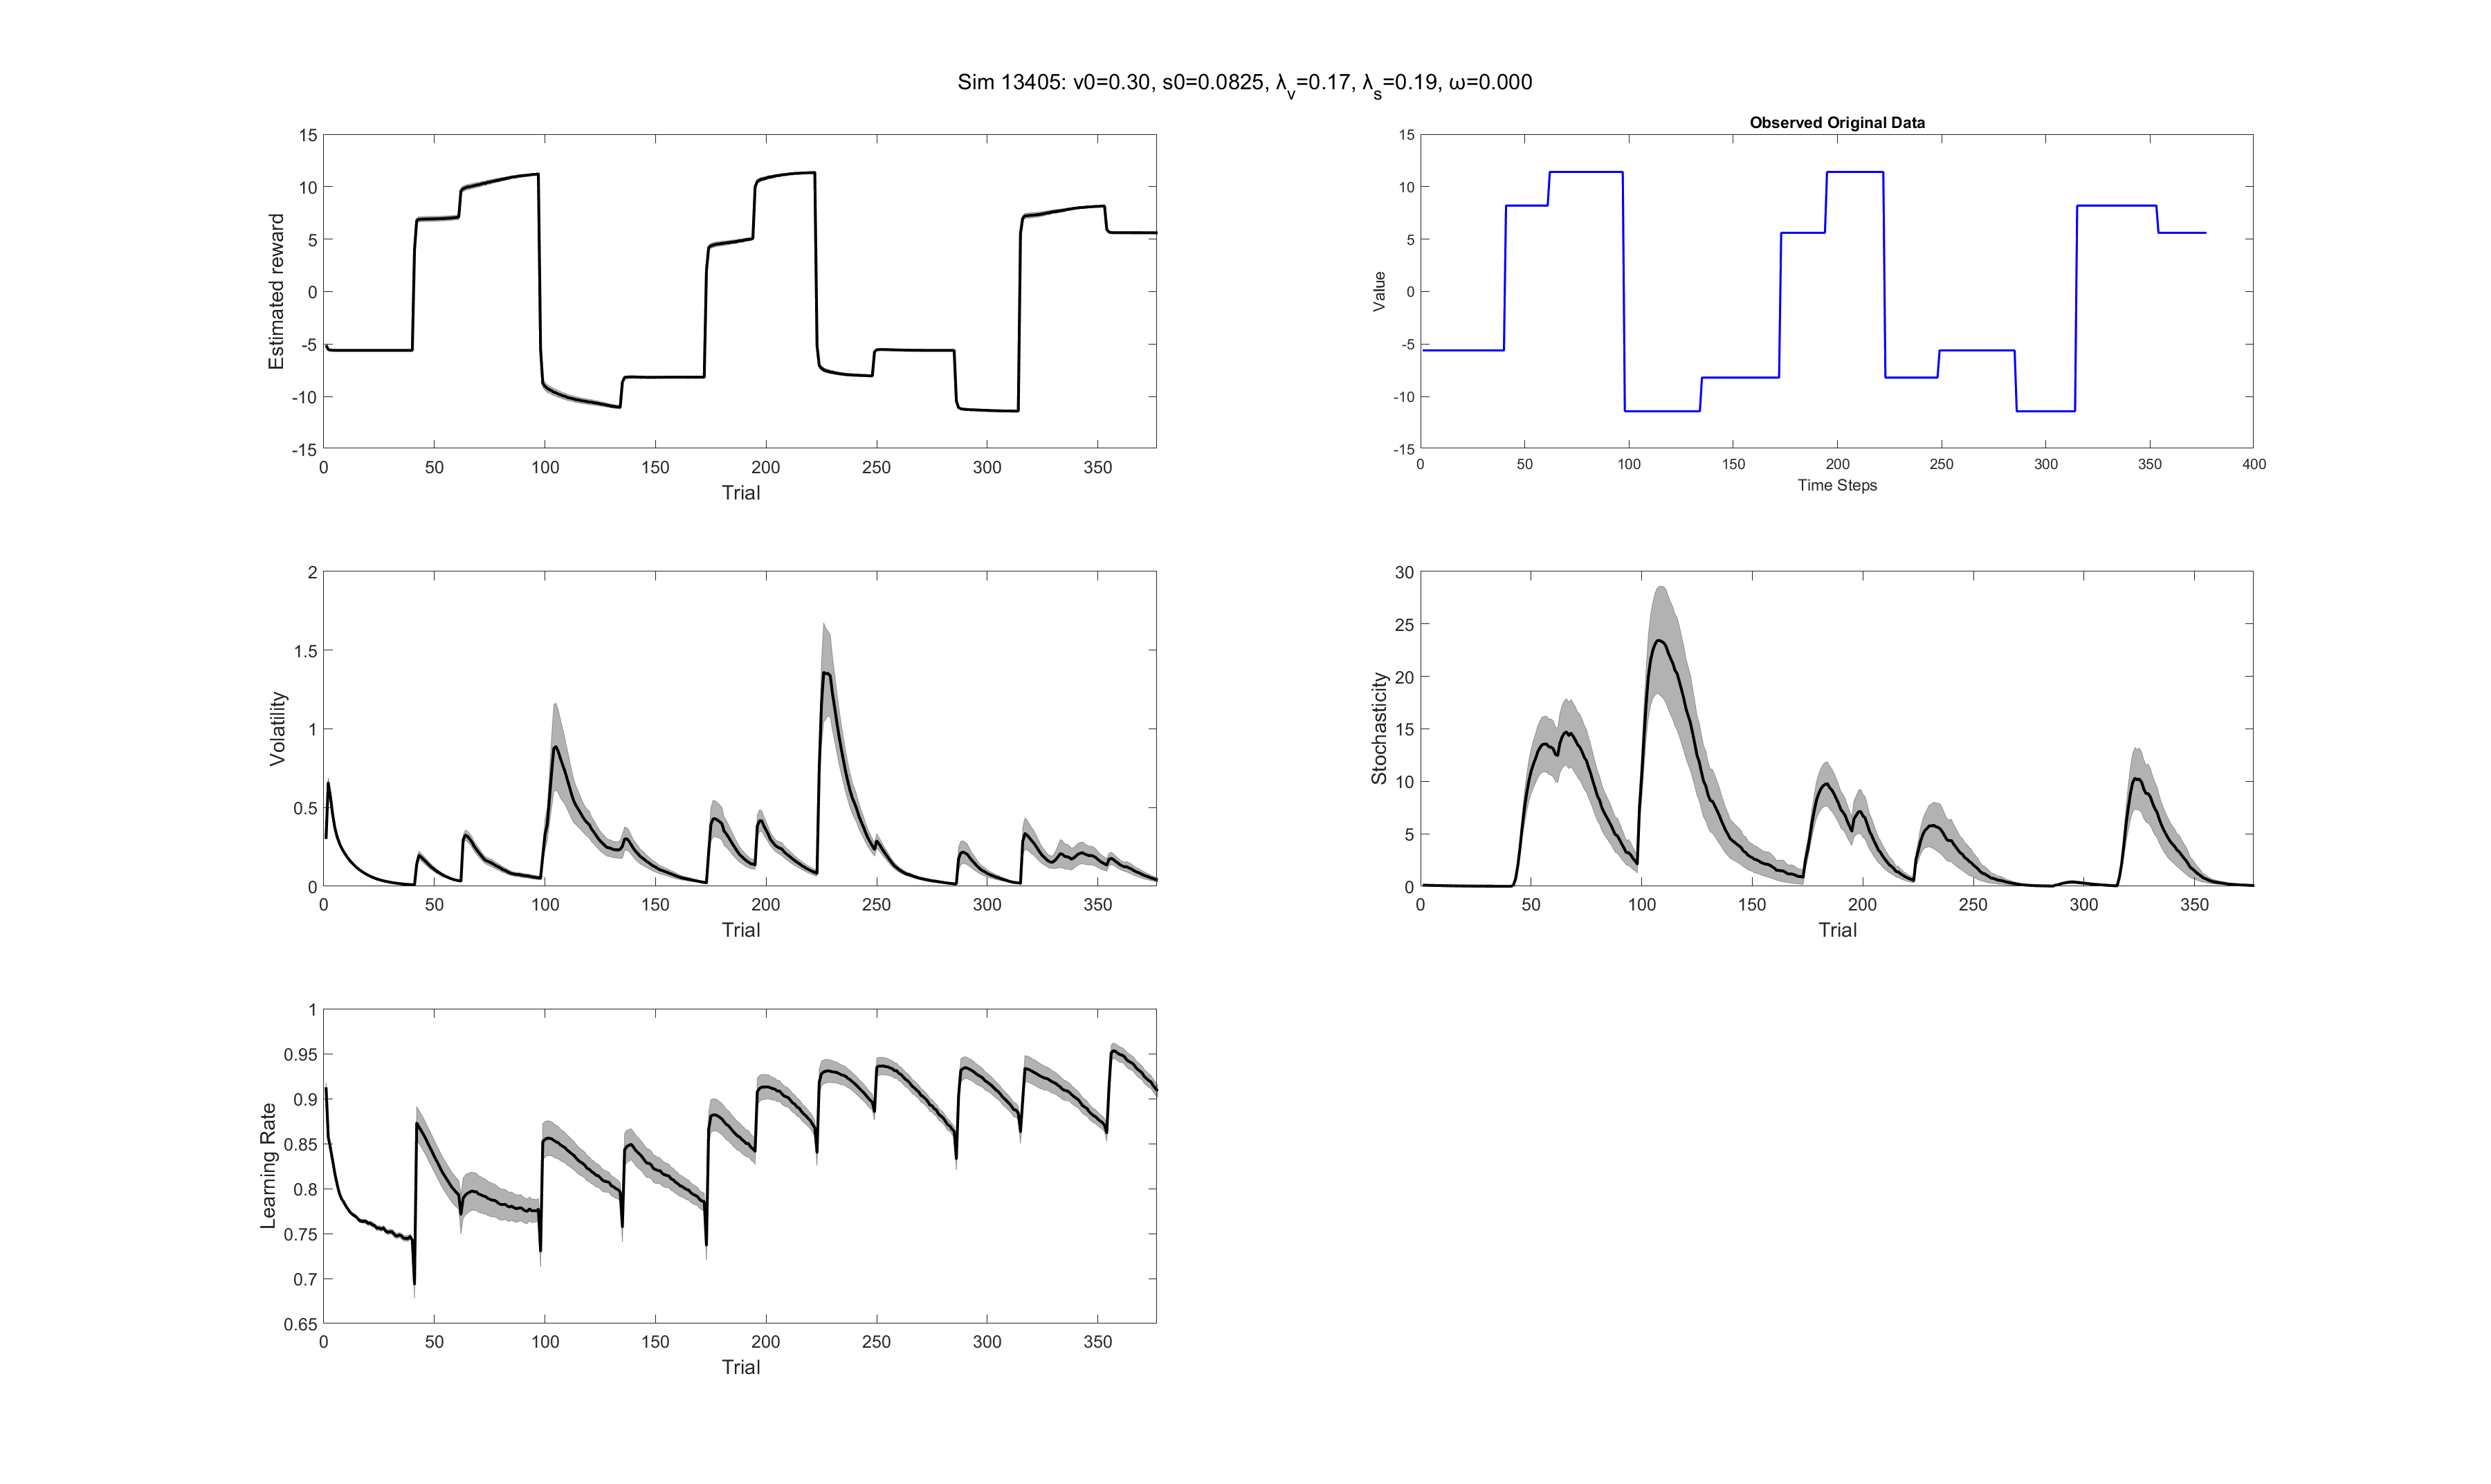 Sim 13405: v0=0.30, s0=0.0825, λv=0.17, λs=0.19, ω=0.000
Estimated reward
15
10
5
0
-5
-10
-15
0 50 100 150 200 250 300 350
Trial
Observed Original Data
Value
15
10
5
0
-5
-10
-15
0 50 100 150 200 250 300 350 400
Time Steps
Volatility
2
1.5
1
0.5
0
0 50 100 150 200 250 300 350
Trial
Stochasticity
30
25
20
15
10
5
0
0 50 100 150 200 250 300 350
Trial
Learning Rate
1
0.95
0.9
0.85
0.8
0.75
0.7
0.65
0 50 100 150 200 250 300 350
Trial